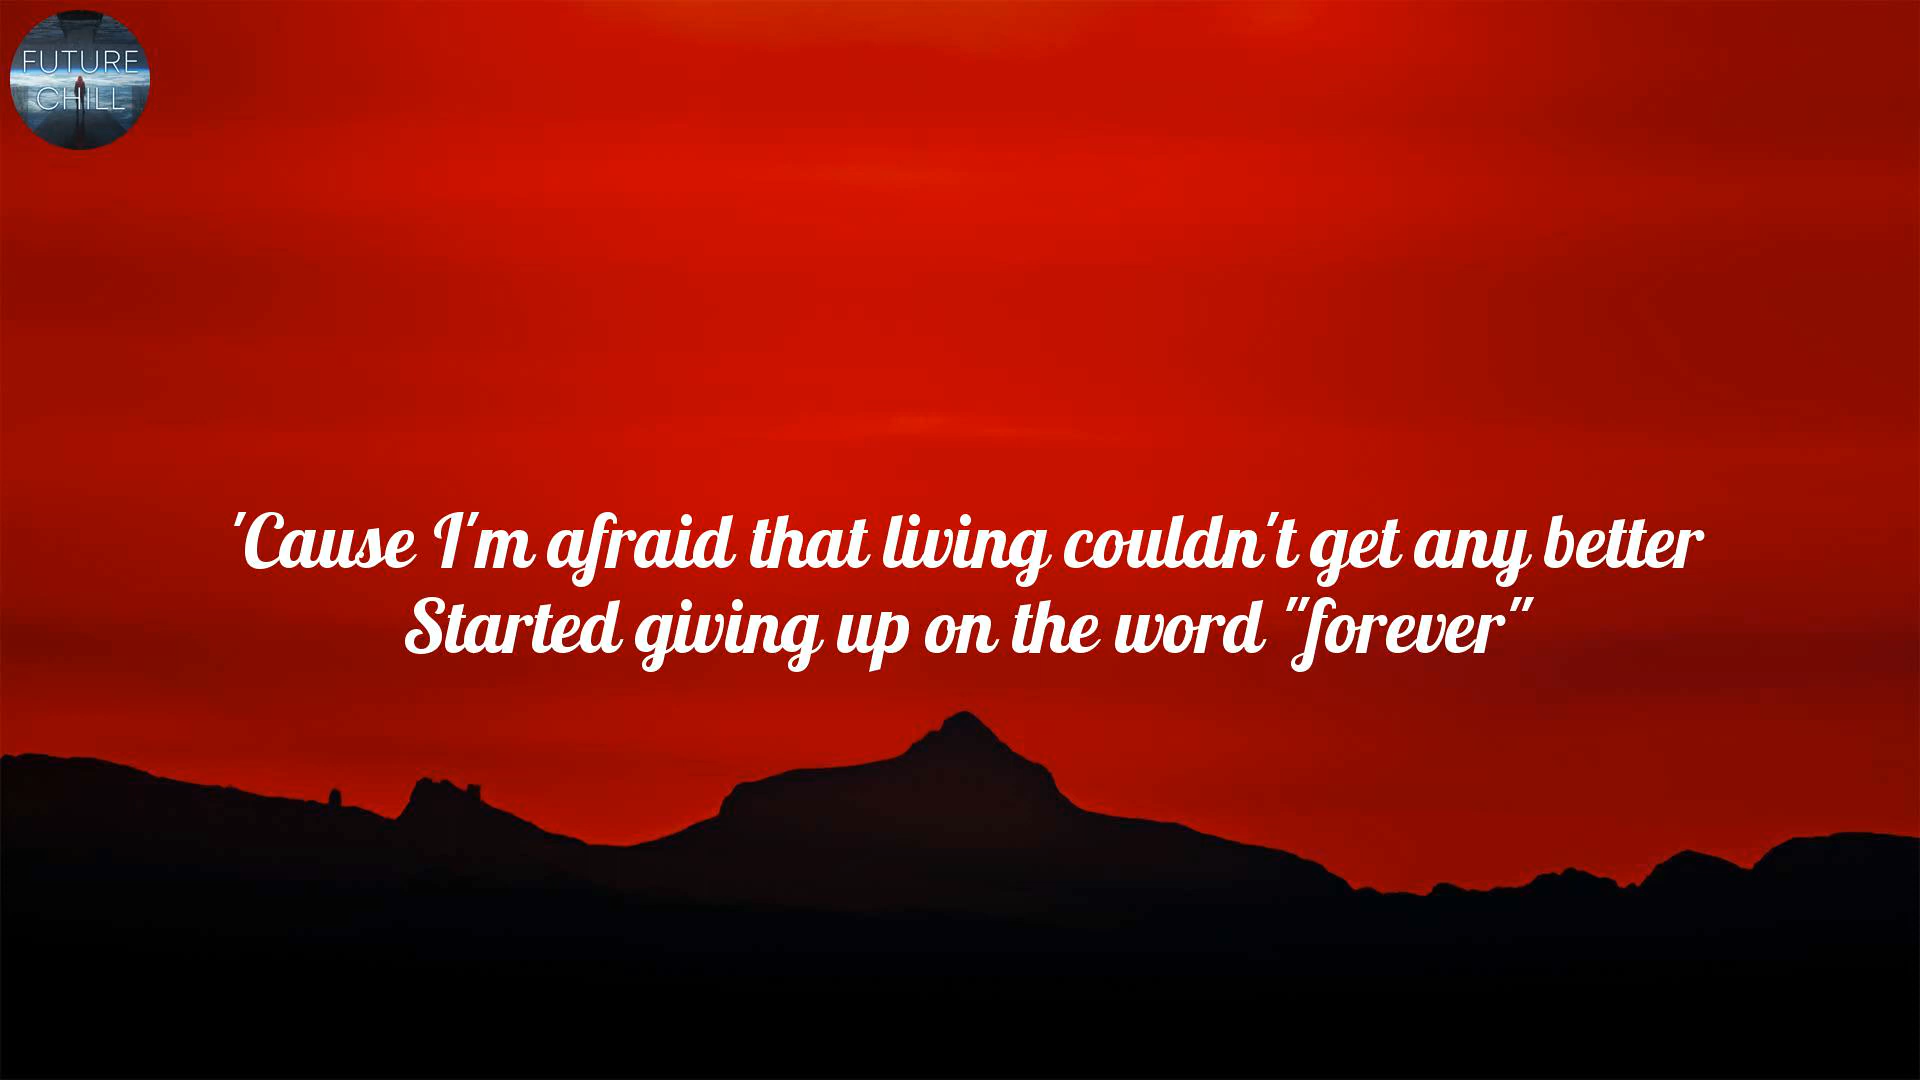 FUTURE
CHILL
'Cause I'm afraid that living couldn't get any better
Started giving up on the word "forever"